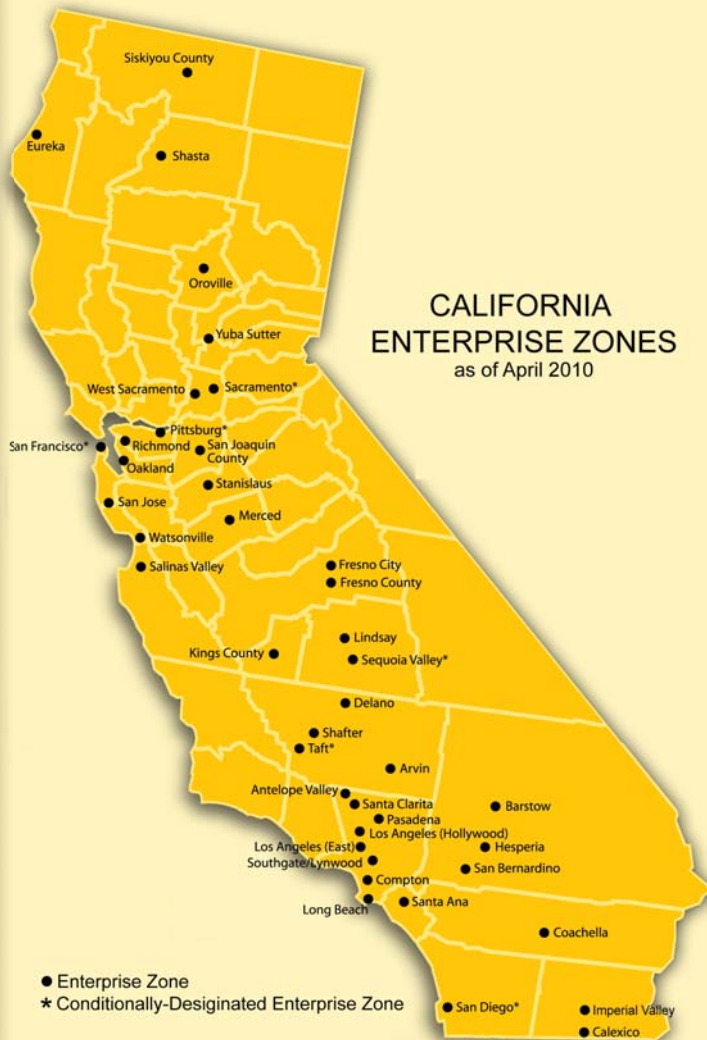 Siskiyou County
Eureka
Shasta
Oroville
CALIFORNIA
ENTERPRISE ZONES
as of April 2010
Yuba Sutter
West Sacramento
Sacramento*
Pittsburg*
San Francisco*
Richmond
San Joaquin
County
Oakland
Stanislaus
San Jose
Merced
Watsonville
Salinas Valley
Fresno City
Fresno County
Lindsay
Kings County
Sequoia Valley*
Delano
Shafter
Taft*
Arvin
Antelope Valley
Santa Clarita
Barstow
Pasadena
Los Angeles (Hollywood)
Los Angeles (East)
Hesperia
Southgate/Lynwood
San Bernardino
Compton
Long Beach
Santa Ana
Coachella
● Enterprise Zone
* Conditionally-Desiginated Enterprise Zone
San Diego*
Imperial Valley
Calexico